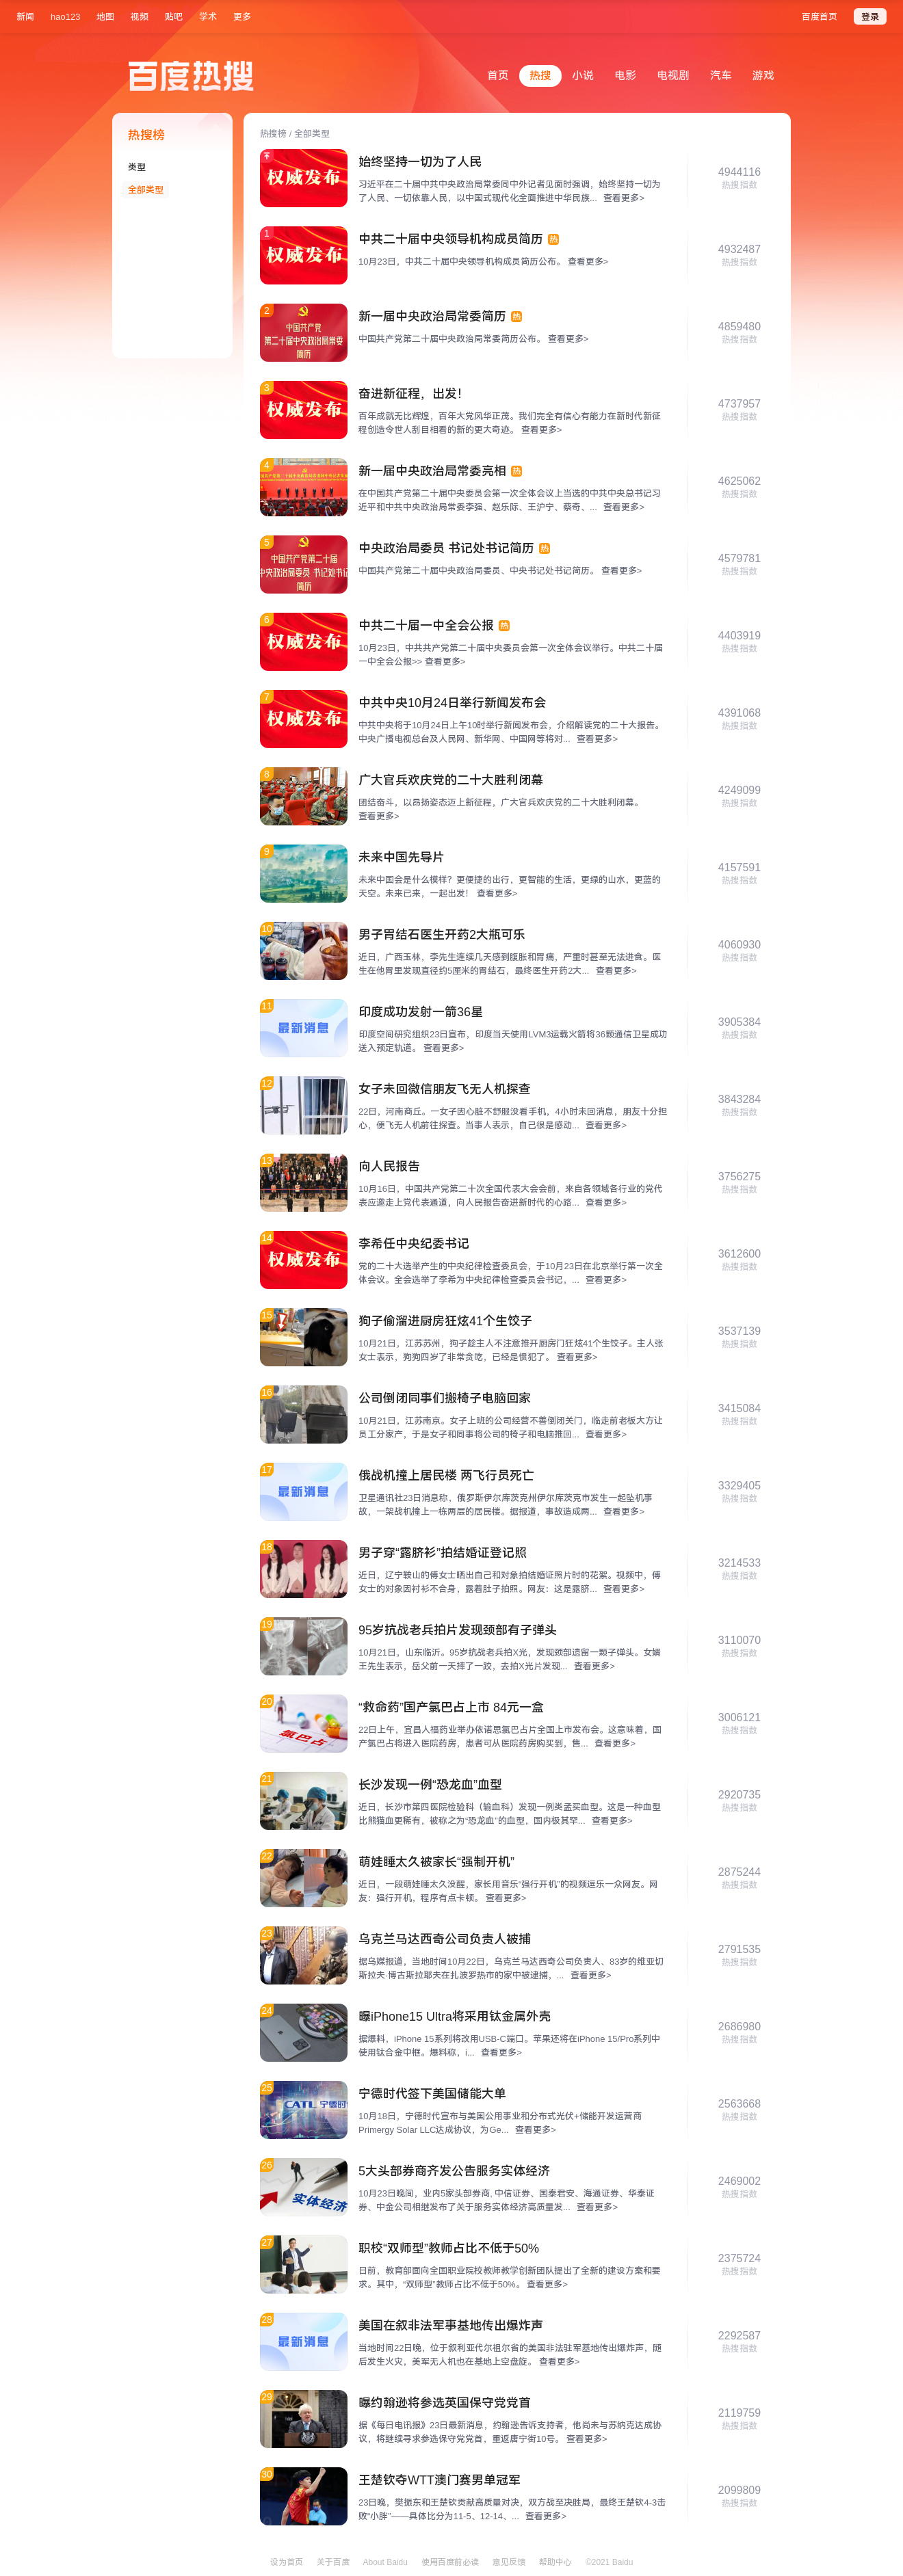 新闻 hao123 地图 视频 贴吧 学术 更多 百度首页 登录
百度热搜
首页 热搜 小说 电影 电视剧 汽车 游戏
热搜榜
类型
全部类型
热搜榜 / 全部类型
权威发布
始终坚持一切为了人民
习近平在二十届中共中央政治局常委同中外记者见面时强调，始终坚持一切为
了人民、一切依靠人民，以中国式现代化全面推进中华民族... 查看更多>
4944116
热搜指数
1
权威发布
中共二十届中央领导机构成员简历 热
10月23日，中共二十届中央领导机构成员简历公布。 查看更多>
4932487
热搜指数
2
中国共产党
第二十届中央政治局常委
简历
新一届中央政治局常委简历 热
中国共产党第二十届中央政治局常委简历公布。 查看更多>
4859480
热搜指数
3
权威发布
奋进新征程，出发！
百年成就无比辉煌，百年大党风华正茂。我们完全有信心有能力在新时代新征
程创造令世人刮目相看的新的更大奇迹。 查看更多>
4737957
热搜指数
4
新一届中央政治局常委亮相 热
在中国共产党第二十届中央委员会第一次全体会议上当选的中共中央总书记习
近平和中共中央政治局常委李强、赵乐际、王沪宁、蔡奇、... 查看更多>
4625062
热搜指数
5
中国共产党第二十届
中央政治局委员 书记处书记
简历
中央政治局委员 书记处书记简历 热
中国共产党第二十届中央政治局委员、中央书记处书记简历。 查看更多>
4579781
热搜指数
6
权威发布
中共二十届一中全会公报 热
10月23日，中共共产党第二十届中央委员会第一次全体会议举行。中共二十届
一中全会公报>> 查看更多>
4403919
热搜指数
7
权威发布
中共中央10月24日举行新闻发布会
中共中央将于10月24日上午10时举行新闻发布会，介绍解读党的二十大报告。
中央广播电视总台及人民网、新华网、中国网等将对... 查看更多>
4391068
热搜指数
8
广大官兵欢庆党的二十大胜利闭幕
团结奋斗，以昂扬姿态迈上新征程，广大官兵欢庆党的二十大胜利闭幕。
查看更多>
4249099
热搜指数
9
未来中国先导片
未来中国会是什么模样？更便捷的出行，更智能的生活，更绿的山水，更蓝的
天空。未来已来，一起出发！ 查看更多>
4157591
热搜指数
10
男子胃结石医生开药2大瓶可乐
近日，广西玉林，李先生连续几天感到腹胀和胃痛，严重时甚至无法进食。医
生在他胃里发现直径约5厘米的胃结石，最终医生开药2大... 查看更多>
4060930
热搜指数
11
最新消息
印度成功发射一箭36星
印度空间研究组织23日宣布，印度当天使用LVM3运载火箭将36颗通信卫星成功
送入预定轨道。 查看更多>
3905384
热搜指数
12
女子未回微信朋友飞无人机探查
22日，河南商丘。一女子因心脏不舒服没看手机，4小时未回消息，朋友十分担
心，便飞无人机前往探查。当事人表示，自己很是感动... 查看更多>
3843284
热搜指数
13
向人民报告
10月16日，中国共产党第二十次全国代表大会会前，来自各领域各行业的党代
表应邀走上党代表通道，向人民报告奋进新时代的心路... 查看更多>
3756275
热搜指数
14
权威发布
李希任中央纪委书记
党的二十大选举产生的中央纪律检查委员会，于10月23日在北京举行第一次全
体会议。全会选举了李希为中央纪律检查委员会书记，... 查看更多>
3612600
热搜指数
15
狗子偷溜进厨房狂炫41个生饺子
10月21日，江苏苏州，狗子趁主人不注意推开厨房门狂炫41个生饺子。主人张
女士表示，狗狗四岁了非常贪吃，已经是惯犯了。 查看更多>
3537139
热搜指数
16
公司倒闭同事们搬椅子电脑回家
10月21日，江苏南京。女子上班的公司经营不善倒闭关门，临走前老板大方让
员工分家产，于是女子和同事将公司的椅子和电脑推回... 查看更多>
3415084
热搜指数
17
最新消息
俄战机撞上居民楼 两飞行员死亡
卫星通讯社23日消息称，俄罗斯伊尔库茨克州伊尔库茨克市发生一起坠机事
故，一架战机撞上一栋两层的居民楼。据报道，事故造成两... 查看更多>
3329405
热搜指数
18
男子穿“露脐衫”拍结婚证登记照
近日，辽宁鞍山的傅女士晒出自己和对象拍结婚证照片时的花絮。视频中，傅
女士的对象因衬衫不合身，露着肚子拍照。网友：这是露脐... 查看更多>
3214533
热搜指数
19
95岁抗战老兵拍片发现颈部有子弹头
10月21日，山东临沂。95岁抗战老兵拍X光，发现颈部遗留一颗子弹头。女婿
王先生表示，岳父前一天摔了一跤，去拍X光片发现... 查看更多>
3110070
热搜指数
20
氯巴占
“救命药”国产氯巴占上市 84元一盒
22日上午，宜昌人福药业举办依诺思氯巴占片全国上市发布会。这意味着，国
产氯巴占将进入医院药房，患者可从医院药房购买到，售... 查看更多>
3006121
热搜指数
21
长沙发现一例“恐龙血”血型
近日，长沙市第四医院检验科（输血科）发现一例类孟买血型。这是一种血型
比熊猫血更稀有，被称之为“恐龙血”的血型，国内极其罕... 查看更多>
2920735
热搜指数
22
萌娃睡太久被家长“强制开机”
近日，一段萌娃睡太久没醒，家长用音乐“强行开机”的视频逗乐一众网友。网
友：强行开机，程序有点卡顿。 查看更多>
2875244
热搜指数
23
乌克兰马达西奇公司负责人被捕
据乌媒报道，当地时间10月22日，乌克兰马达西奇公司负责人、83岁的维亚切
斯拉夫·博古斯拉耶夫在扎波罗热市的家中被逮捕，... 查看更多>
2791535
热搜指数
24
曝iPhone15 Ultra将采用钛金属外壳
据爆料，iPhone 15系列将改用USB-C端口。苹果还将在iPhone 15/Pro系列中
使用钛合金中框。爆料称，i... 查看更多>
2686980
热搜指数
25
CATL 宁德时
宁德时代签下美国储能大单
10月18日，宁德时代宣布与美国公用事业和分布式光伏+储能开发运营商
Primergy Solar LLC达成协议，为Ge... 查看更多>
2563668
热搜指数
26
实体经济
5大头部券商齐发公告服务实体经济
10月23日晚间，业内5家头部券商, 中信证券、国泰君安、海通证券、华泰证
券、中金公司相继发布了关于服务实体经济高质量发... 查看更多>
2469002
热搜指数
27
职校“双师型”教师占比不低于50%
日前，教育部面向全国职业院校教师教学创新团队提出了全新的建设方案和要
求。其中，“双师型”教师占比不低于50%。 查看更多>
2375724
热搜指数
28
最新消息
美国在叙非法军事基地传出爆炸声
当地时间22日晚，位于叙利亚代尔祖尔省的美国非法驻军基地传出爆炸声，随
后发生火灾，美军无人机也在基地上空盘旋。 查看更多>
2292587
热搜指数
29
曝约翰逊将参选英国保守党党首
据《每日电讯报》23日最新消息，约翰逊告诉支持者，他尚未与苏纳克达成协
议，将继续寻求参选保守党党首，重返唐宁街10号。 查看更多>
2119759
热搜指数
30
王楚钦夺WTT澳门赛男单冠军
23日晚，樊振东和王楚钦贡献高质量对决，双方战至决胜局，最终王楚钦4-3击
败“小胖”——具体比分为11-5、12-14、... 查看更多>
2099809
热搜指数
设为首页 关于百度 About Baidu 使用百度前必读 意见反馈 帮助中心 ©2021 Baidu